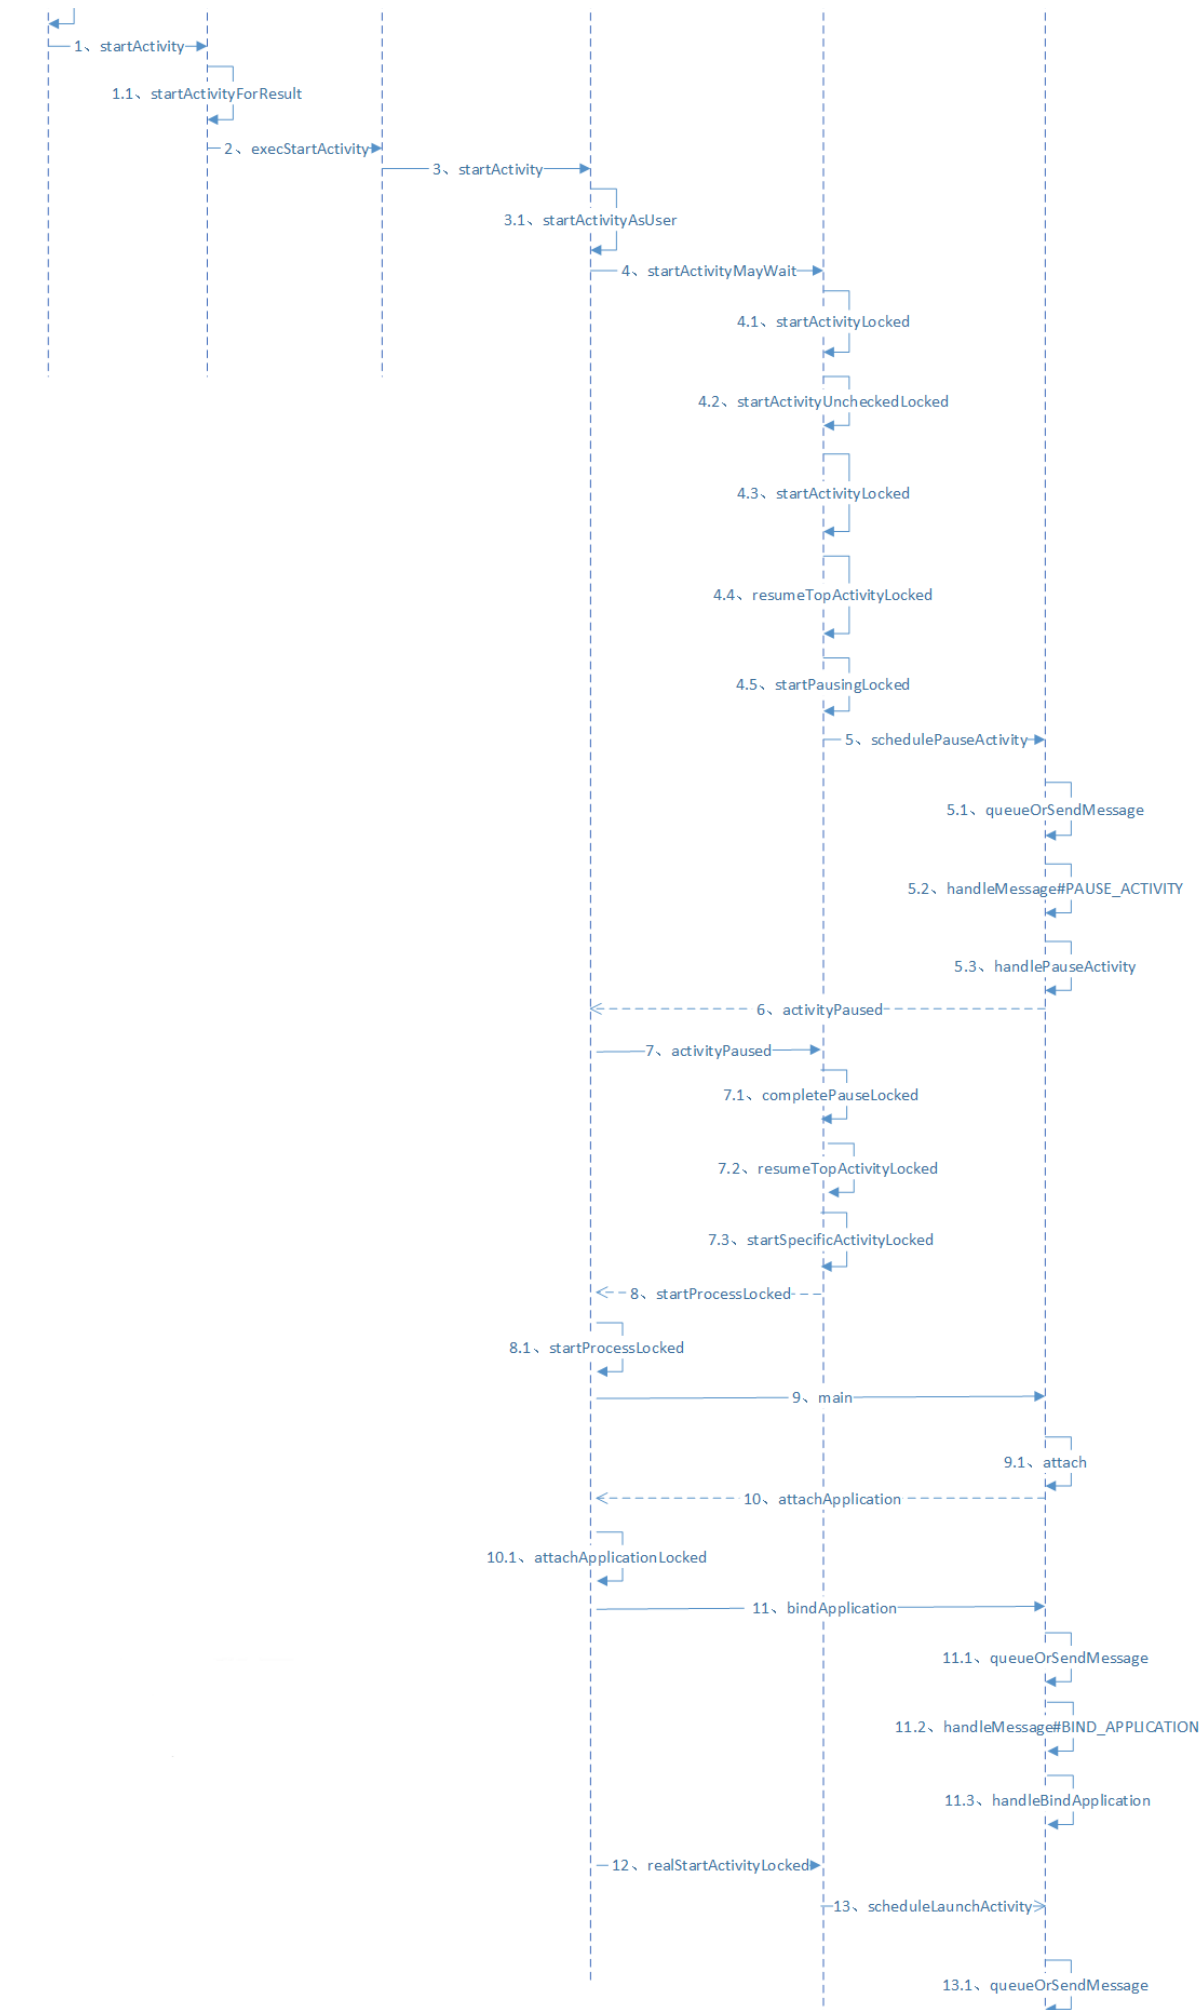 1、startActivity
1.1、startActivityForResult
2、execStartActivity
3、startActivity
3.1、startActivityAsUser
4、startActivityMayWait
4.1、startActivityLocked
4.2、startActivityUncheckedLocked
4.3、startActivityLocked
4.4、resumeTopActivityLocked
4.5、startPausingLocked
5、schedulePauseActivity
5.1、queueOrSendMessage
5.2、handleMessage#PAUSE_ACTIVITY
5.3、handlePauseActivity
6、activityPaused
7、activityPaused
7.1、completePauseLocked
7.2、resumeTopActivityLocked
7.3、startSpecificActivityLocked
8、startProcessLocked
8.1、startProcessLocked
9、main
9.1、attach
10、attachApplication
10.1、attachApplicationLocked
11、bindApplication
11.1、queueOrSendMessage
11.2、handleMessage#BIND_APPLICATION
11.3、handleBindApplication
12、realStartActivityLocked
13、scheduleLaunchActivity
13.1、queueOrSendMessage